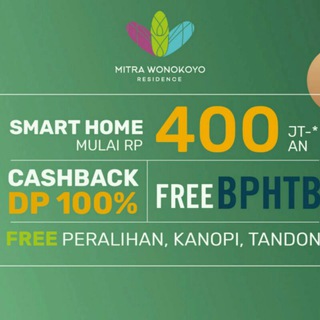 MITRA WONOKOYO
RESIDENCE
SMART HOME
MULAI RP
400
JT-*
AN
CASHBACK
DP 100%
FREE BPHTB
FREE PERALIHAN, KANOPI, TANDON